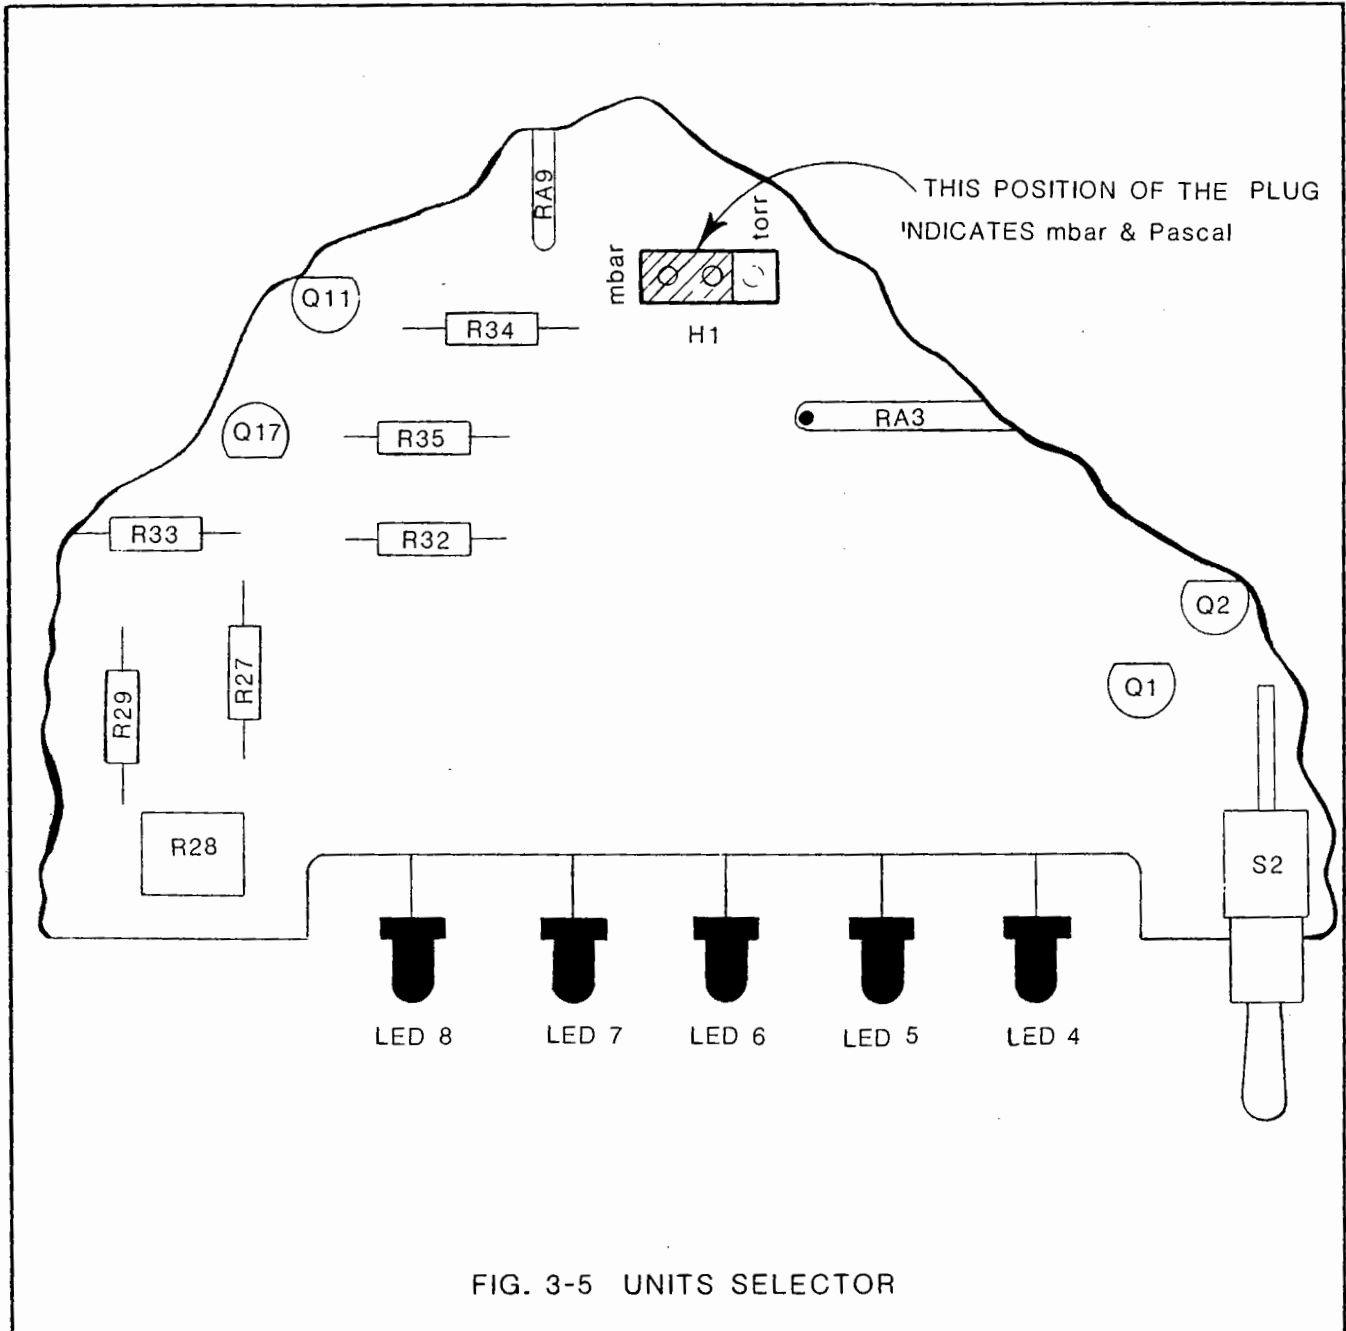 RA9
THIS POSITION OF THE PLUG
INDICATES mbar & Pascal
torr
mbar
Q11
R34
H1
RA3
Q17
R35
R33
R32
Q2
R27
Q1
R29
R28
S2
LED 8
LED 7
LED 6
LED 5
LED 4
FIG. 3-5 UNITS SELECTOR